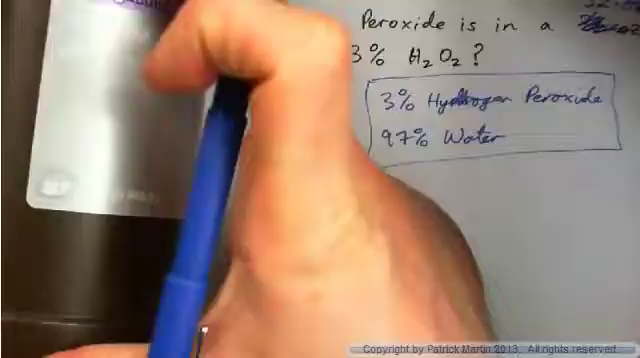 Peroxide is in a
3% H₂O₂?
3% Hydrogen Peroxide
97% Water
Copyright by Patrick Martin 2013. All rights reserved